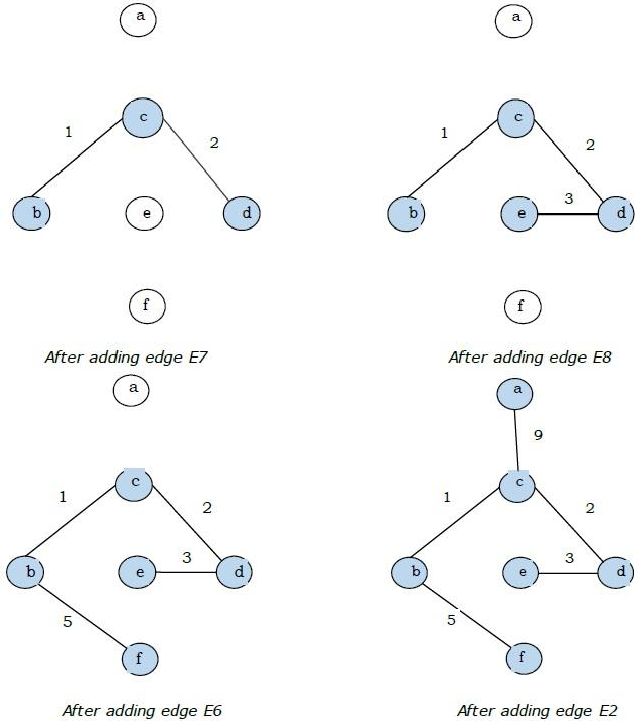 a
c
1
2
b
e
d
f
After adding edge E7
a
c
1
2
b
e
3
d
f
After adding edge E8
a
c
1
2
b
e
3
d
5
f
After adding edge E6
a
9
c
1
2
b
e
3
d
5
f
After adding edge E2